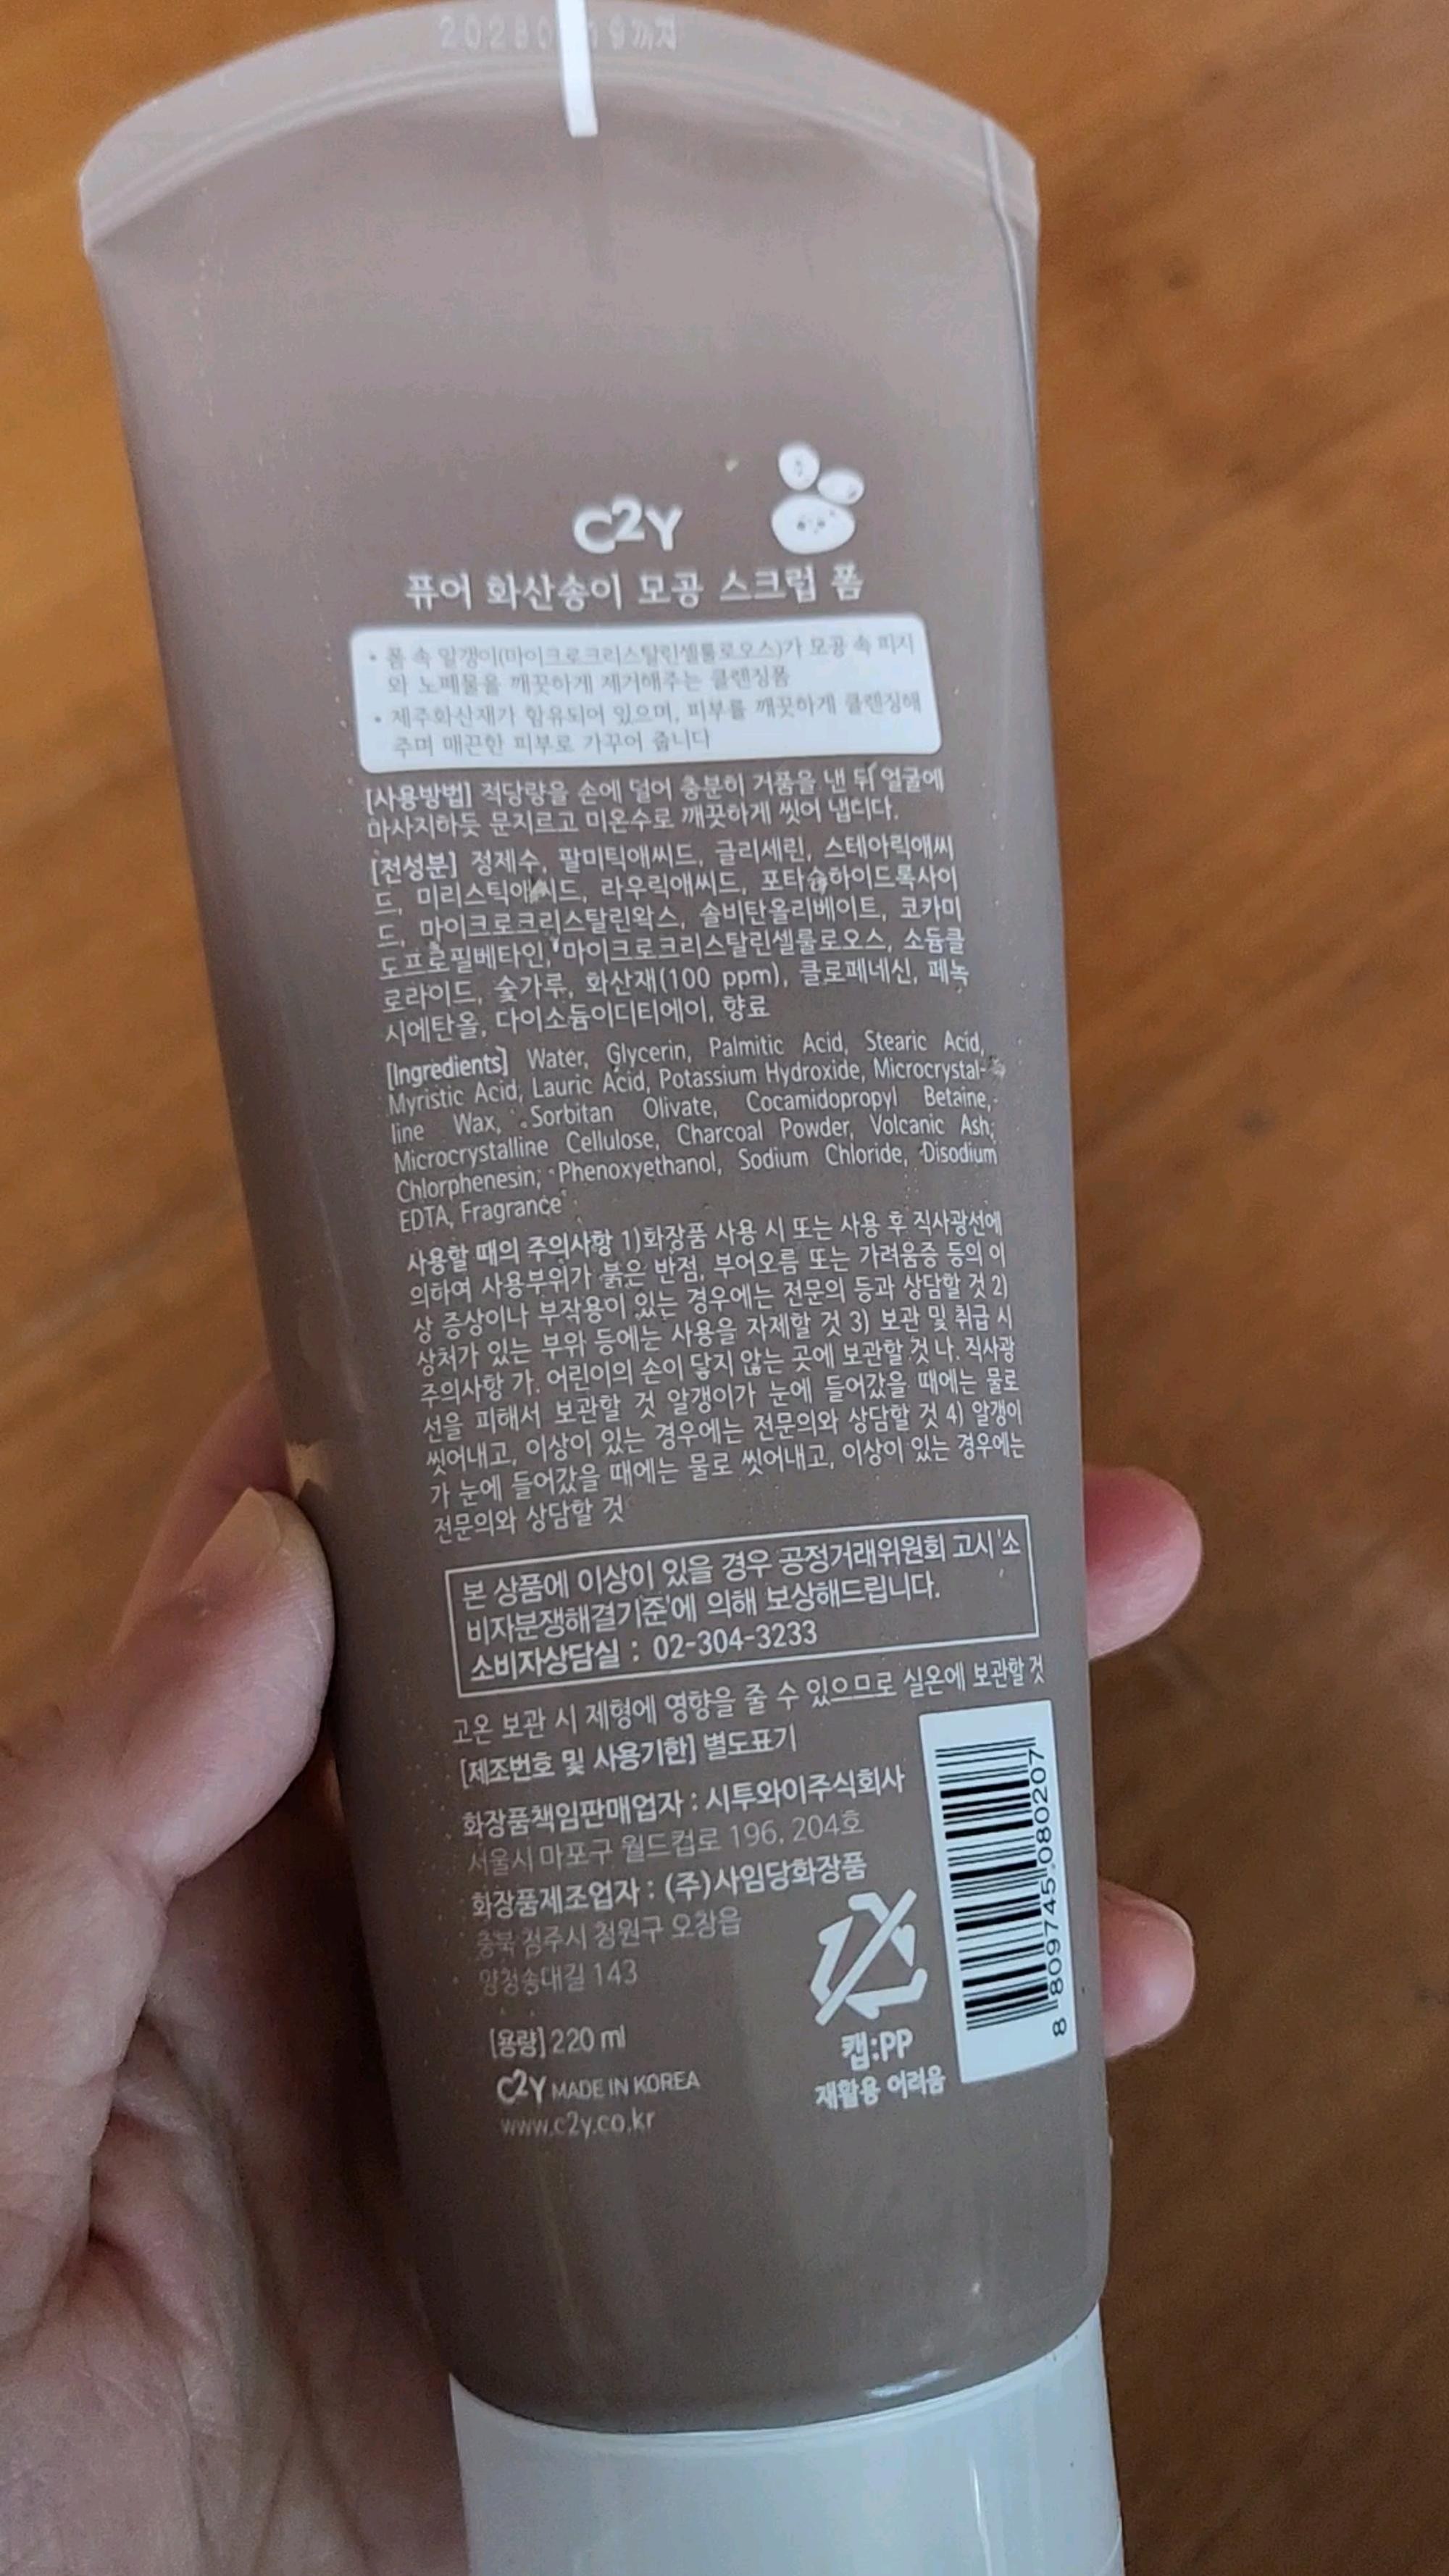 C2Y
퓨어 화산송이 모공 스크럽 폼
• 폼 속 알갱이(마이크로크리스탈린셀룰로오스)가 모공 속 피지
와 노폐물을 깨끗하게 제거해주는 클렌징폼
• 제주화산재가 함유되어 있으며, 피부를 깨끗하게 클렌징해
주며 매끈한 피부로 가꾸어 줍니다
[사용방법] 적당량을 손에 덜어 충분히 거품을 낸 뒤 얼굴에
마사지하듯 문지르고 미온수로 깨끗하게 씻어 냅니다.
[전성분] 정제수, 팔미틱애씨드, 글리세린, 스테아릭애씨
드, 미리스틱애씨드, 라우릭애씨드, 포타슘하이드록사이
드, 마이크로크리스탈린왁스, 솔비탄올리베이트, 코카미
도프로필베타인, 마이크로크리스탈린셀룰로오스, 소듐클
로라이드, 숯가루, 화산재(100 ppm), 클로페네신, 페녹
시에탄올, 다이소듐이디티에이, 향료
[Ingredients] Water, Glycerin, Palmitic Acid, Stearic Acid,
Myristic Acid, Lauric Acid, Potassium Hydroxide, Microcrystal-
line Wax, Sorbitan Olivate, Cocamidopropyl Betaine,
Microcrystalline Cellulose, Charcoal Powder, Volcanic Ash,
Chlorphenesin, Phenoxyethanol, Sodium Chloride, Disodium
EDTA, Fragrance
사용할 때의 주의사항 1)화장품 사용 시 또는 사용 후 직사광선에
의하여 사용부위가 붉은 반점, 부어오름 또는 가려움증 등의 이
상 증상이나 부작용이 있는 경우에는 전문의 등과 상담할 것 2)
상처가 있는 부위 등에는 사용을 자제할 것 3) 보관 및 취급 시
주의사항 가. 어린이의 손이 닿지 않는 곳에 보관할 것 나. 직사광
선을 피해서 보관할 것 알갱이가 눈에 들어갔을 때에는 물로
씻어내고, 이상이 있는 경우에는 전문의와 상담할 것 4) 알갱이
가 눈에 들어갔을 때에는 물로 씻어내고, 이상이 있는 경우에는
전문의와 상담할 것
본 상품에 이상이 있을 경우 공정거래위원회 고시 '소
비자분쟁해결기준'에 의해 보상해드립니다.
소비자상담실 : 02-304-3233
고온 보관 시 제형에 영향을 줄 수 있으므로 실온에 보관할 것
[제조번호 및 사용기한] 별도표기
화장품책임판매업자 : 시투와이주식회사
서울시 마포구 월드컵로 196, 204호
화장품제조업자 : (주)사임당화장품
충북 청주시 청원구 오창읍
양청송대길 143
[용량] 220 ml
C2Y MADE IN KOREA
www.c2y.co.kr
캡:PP
재활용 어려움
8 809745 080207